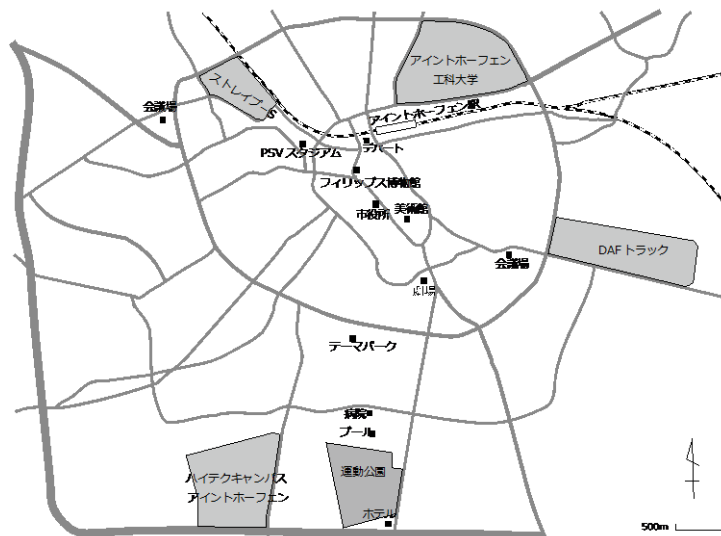 アイントホーフェン
工科大学
ストレイプーS
会議場
アイントホーフェン駅
デパート
PSVスタジアム
フィリップス博物館
市役所
美術館
DAFトラック
会議場
劇場
テーマパーク
病院
プール
ハイテクキャンパス
アイントホーフェン
運動公園
ホテル
500m